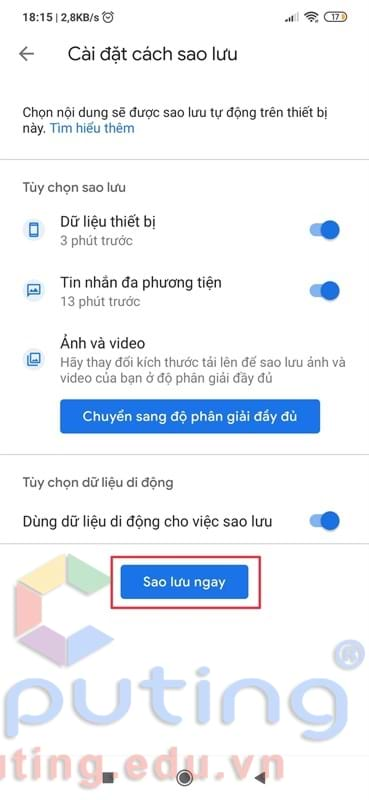 18:15 | 2,8KB/s
17
Cài đặt cách sao lưu
Chọn nội dung sẽ được sao lưu tự động trên thiết bị
này. Tìm hiểu thêm
Tùy chọn sao lưu
Dữ liệu thiết bị
3 phút trước
Tin nhắn đa phương tiện
13 phút trước
Ảnh và video
Hãy thay đổi kích thước tải lên để sao lưu ảnh và
video của bạn ở độ phân giải đầy đủ
Chuyển sang độ phân giải đầy đủ
Tùy chọn dữ liệu di động
Dùng dữ liệu di động cho việc sao lưu
Sao lưu ngay
puting
®
uting.edu.vn